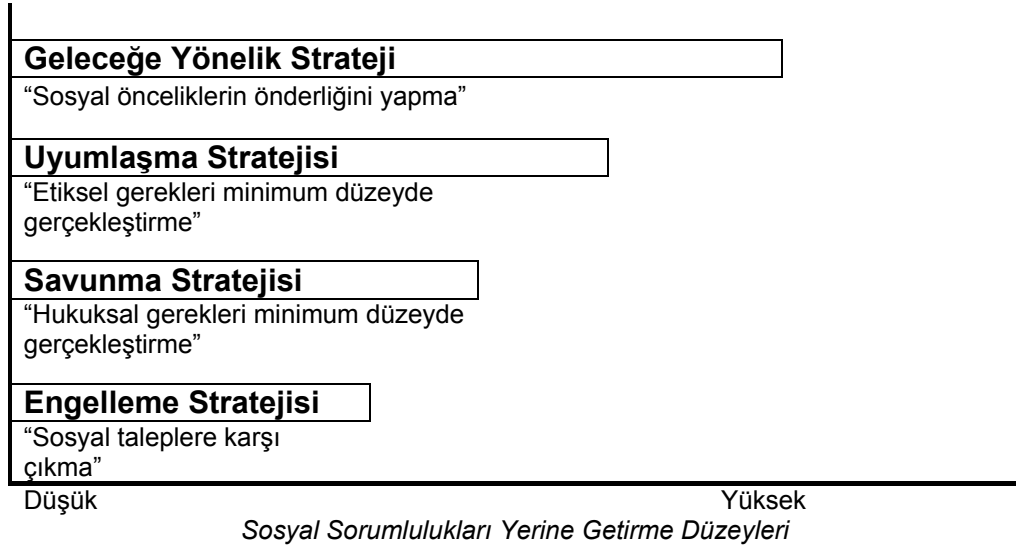 Geleceğe Yönelik Strateji
“Sosyal önceliklerin önderliğini yapma”
Uyumlaşma Stratejisi
“Etiksel gerekleri minimum düzeyde
gerçekleştirme”
Savunma Stratejisi
“Hukuksal gerekleri minimum düzeyde
gerçekleştirme”
Engelleme Stratejisi
“Sosyal taleplere karşı
çıkma”
Düşük Yüksek
Sosyal Sorumlulukları Yerine Getirme Düzeyleri